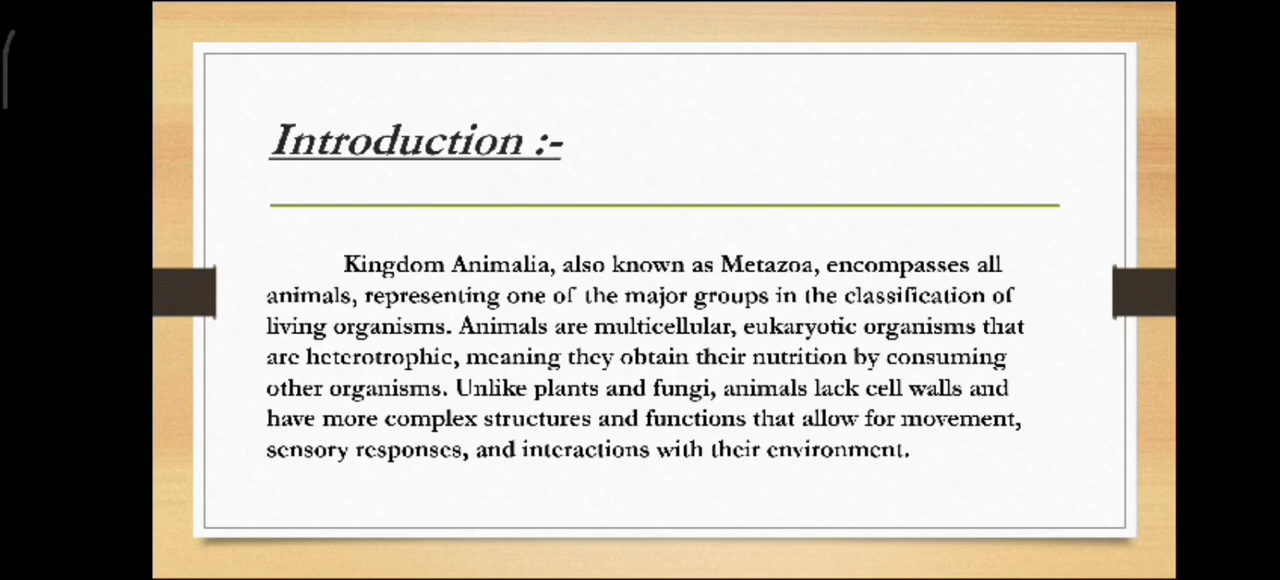 Introduction :-
Kingdom Animalia, also known as Metazoa, encompasses all
animals, representing one of the major groups in the classification of
living organisms. Animals are multicellular, eukaryotic organisms that
are heterotrophic, meaning they obtain their nutrition by consuming
other organisms. Unlike plants and fungi, animals lack cell walls and
have more complex structures and functions that allow for movement,
sensory responses, and interactions with their environment.